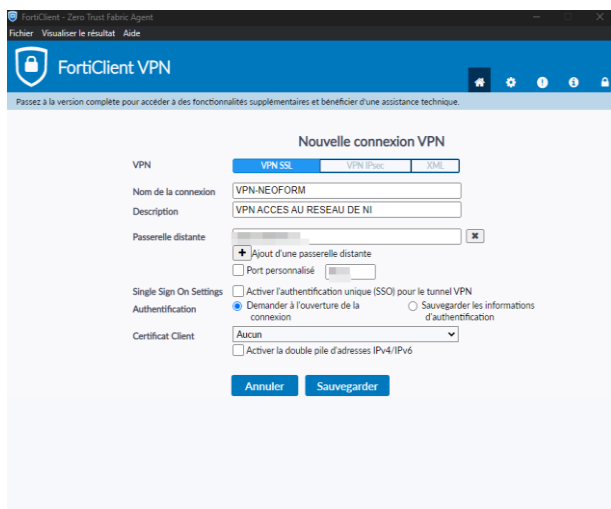 FortiClient - Zero Trust Fabric Agent
Fichier Visualiser le résultat Aide
FortiClient VPN
Passez à la version complète pour accéder à des fonctionnalités supplémentaires et bénéficier d'une assistance technique.
Nouvelle connexion VPN
VPN VPN SSL VPN IPsec XML
Nom de la connexion VPN-NEOFORM
Description VPN ACCES AU RESEAU DE NI
Passerelle distante
Ajout d'une passerelle distante
Port personnalisé
Single Sign On Settings Activer l'authentification unique (SSO) pour le tunnel VPN
Authentification Demander à l'ouverture de la connexion Sauvegarder les informations d'authentification
Certificat Client Aucun
Activer la double pile d'adresses IPv4/IPv6
Annuler Sauvegarder